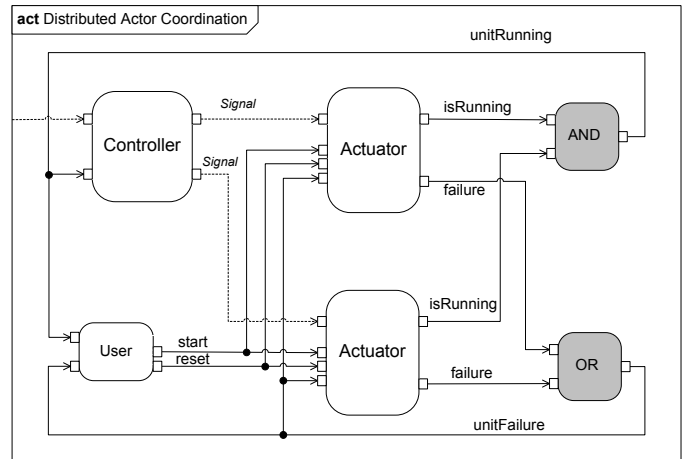 act Distributed Actor Coordination
unitRunning
Signal
isRunning
Controller
AND
Actuator
Signal
failure
isRunning
start
User
Actuator
reset
OR
failure
unitFailure